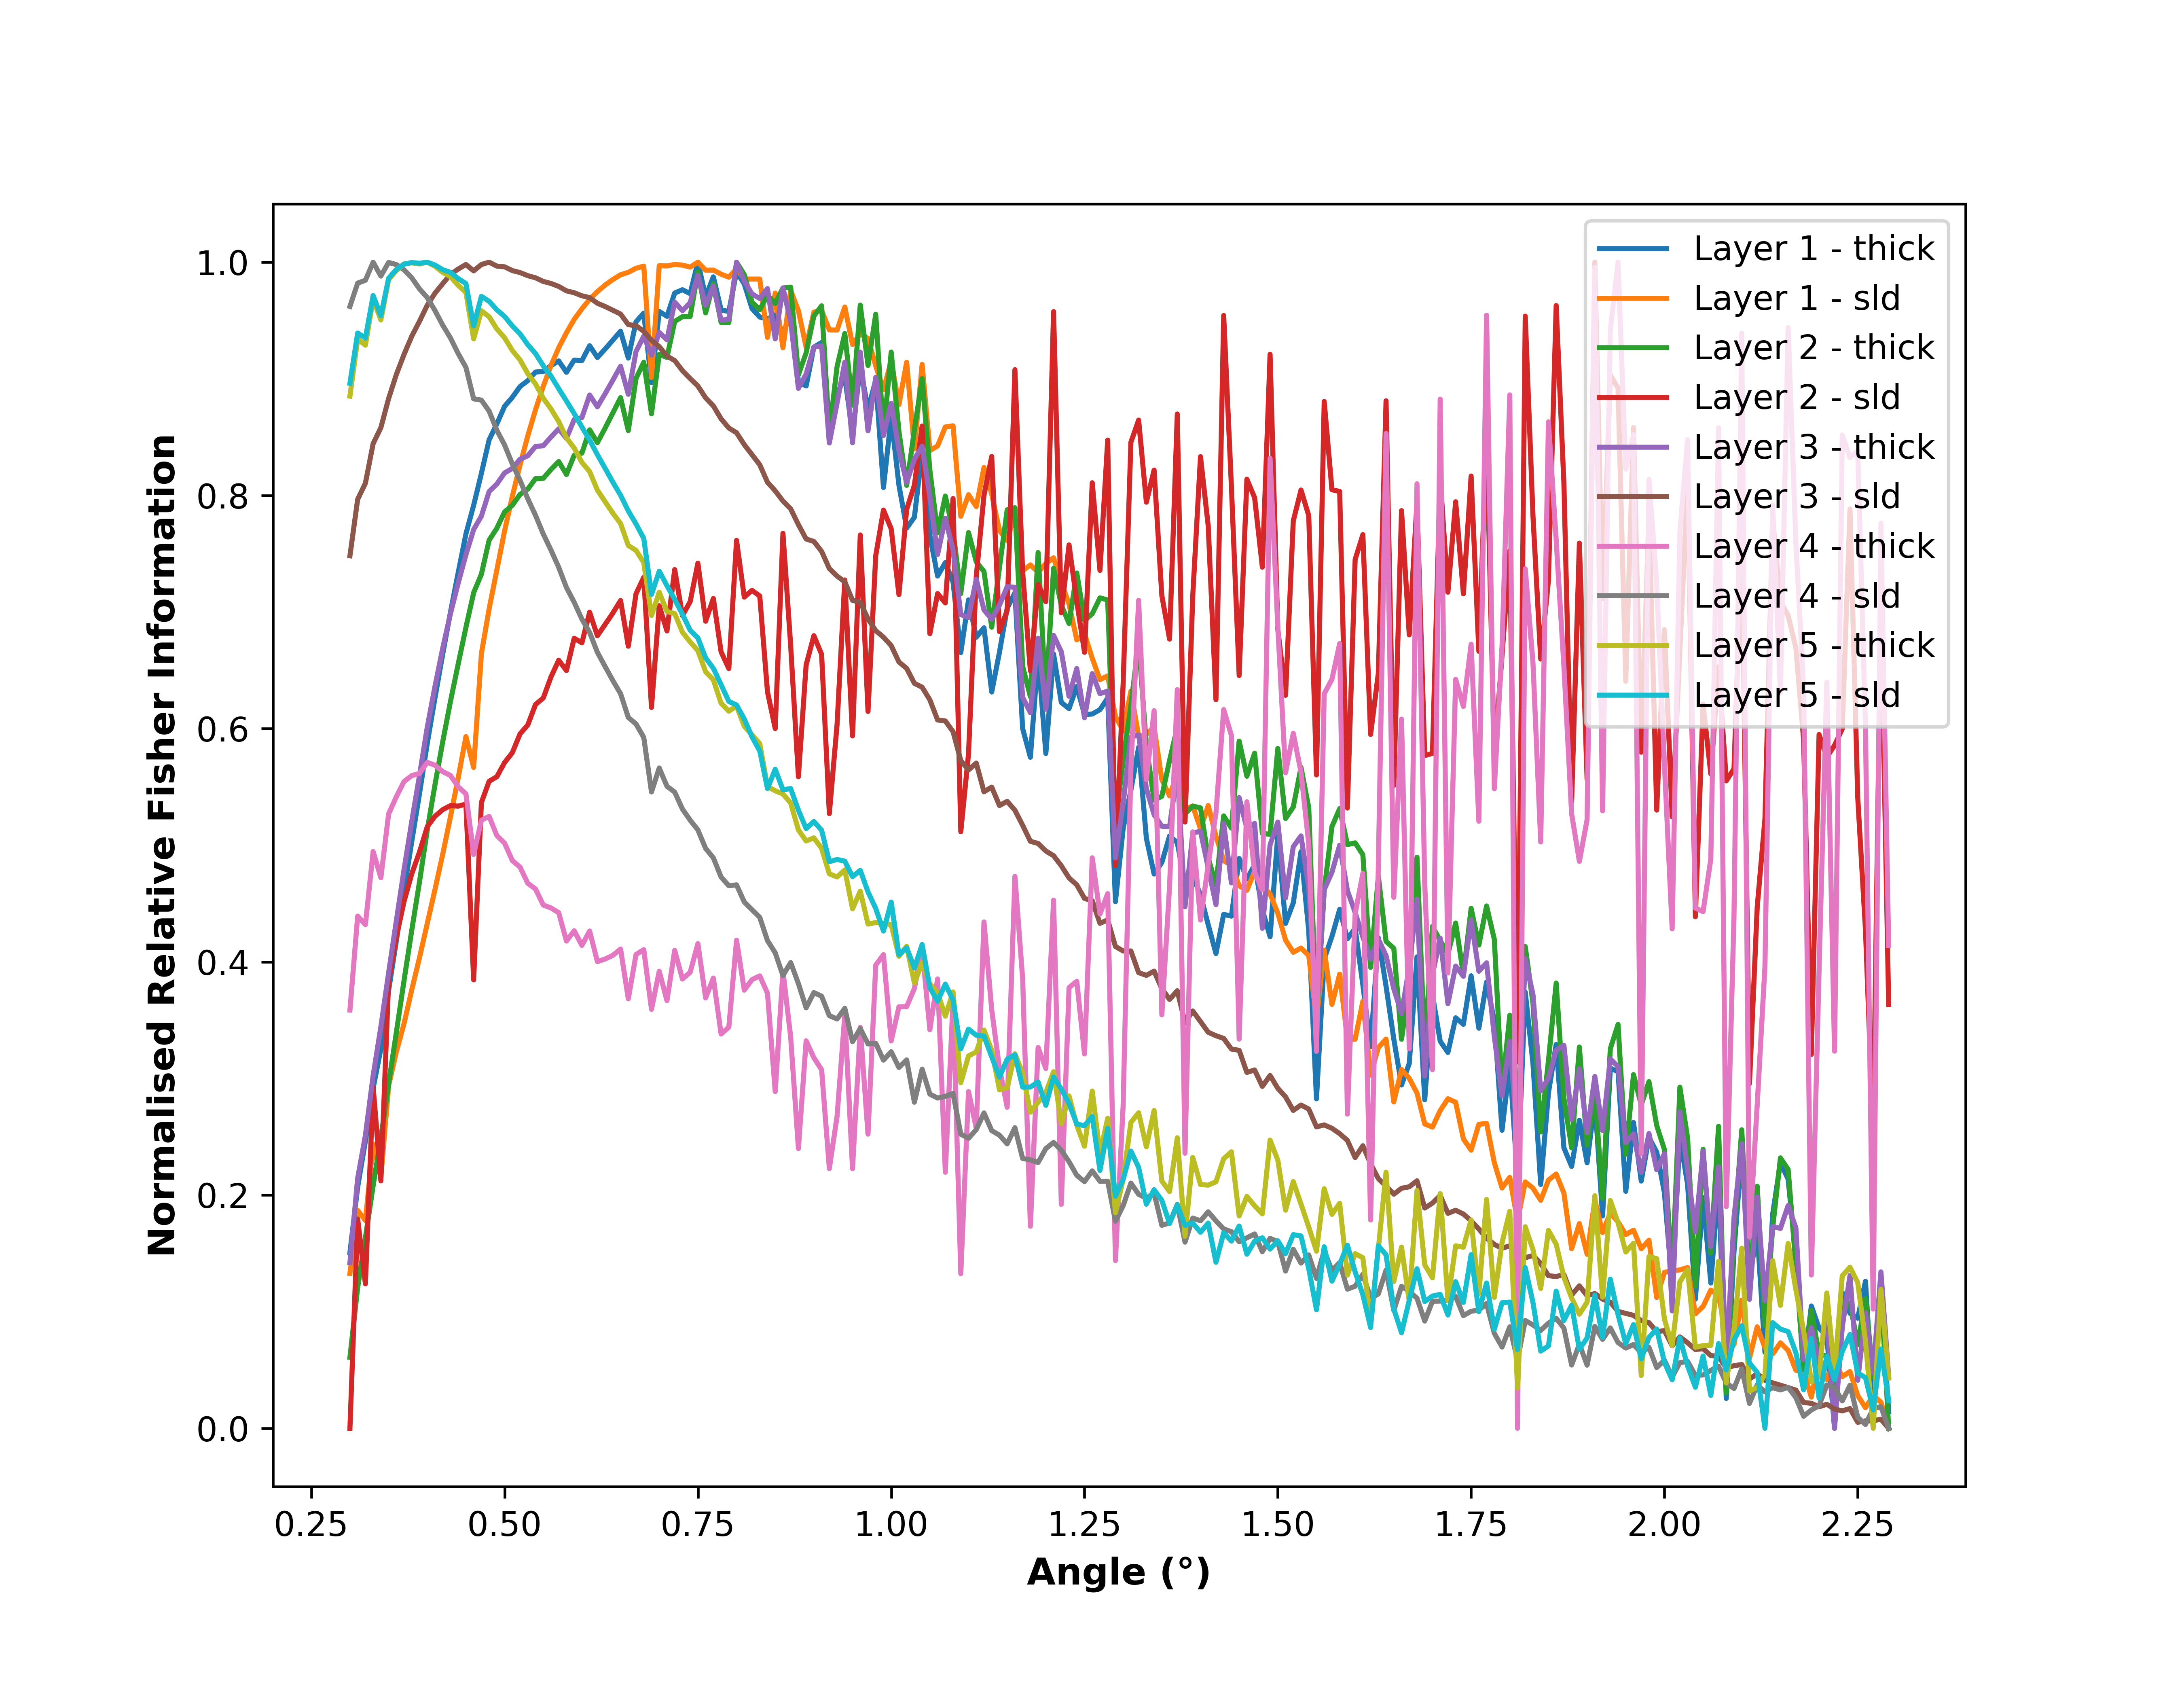 1.0
0.8
0.6
0.4
0.2
0.0
Normalised Relative Fisher Information
Layer 1 - thick
Layer 1 - sld
Layer 2 - thick
Layer 2 - sld
Layer 3 - thick
Layer 3 - sld
Layer 4 - thick
Layer 4 - sld
Layer 5 - thick
Layer 5 - sld
0.25 0.50 0.75 1.00 1.25 1.50 1.75 2.00 2.25
Angle (°)